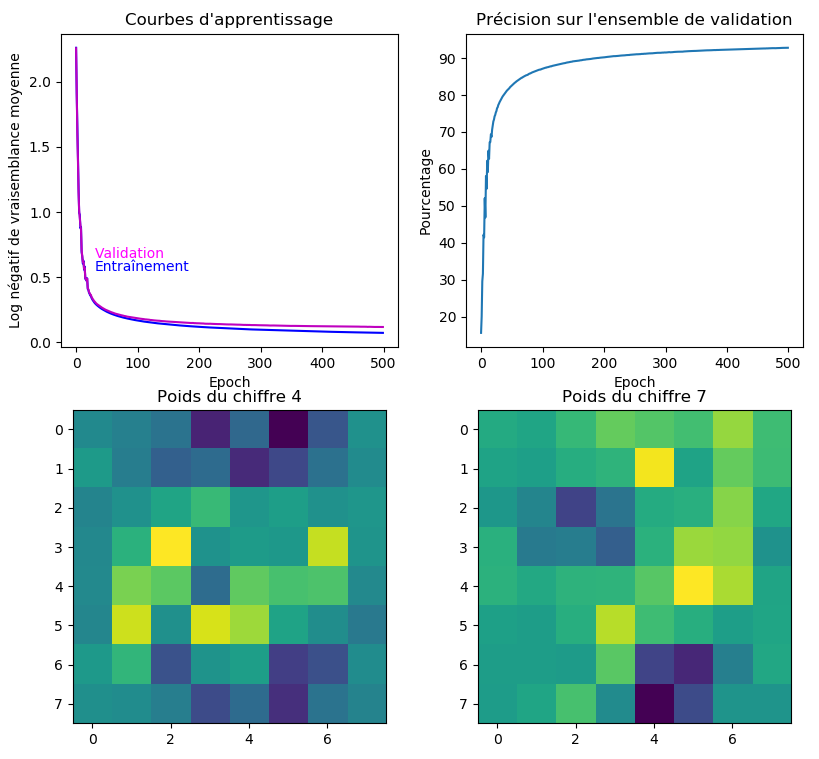 Courbes d'apprentissage
Log négatif de vraisemblance moyenne
2.0
1.5
1.0
0.5
0.0
Validation
Entraînement
0 100 200 300 400 500
Epoch
Précision sur l'ensemble de validation
Pourcentage
90
80
70
60
50
40
30
20
0 100 200 300 400 500
Epoch
Poids du chiffre 4
0
1
2
3
4
5
6
7
0 2 4 6
Poids du chiffre 7
0
1
2
3
4
5
6
7
0 2 4 6